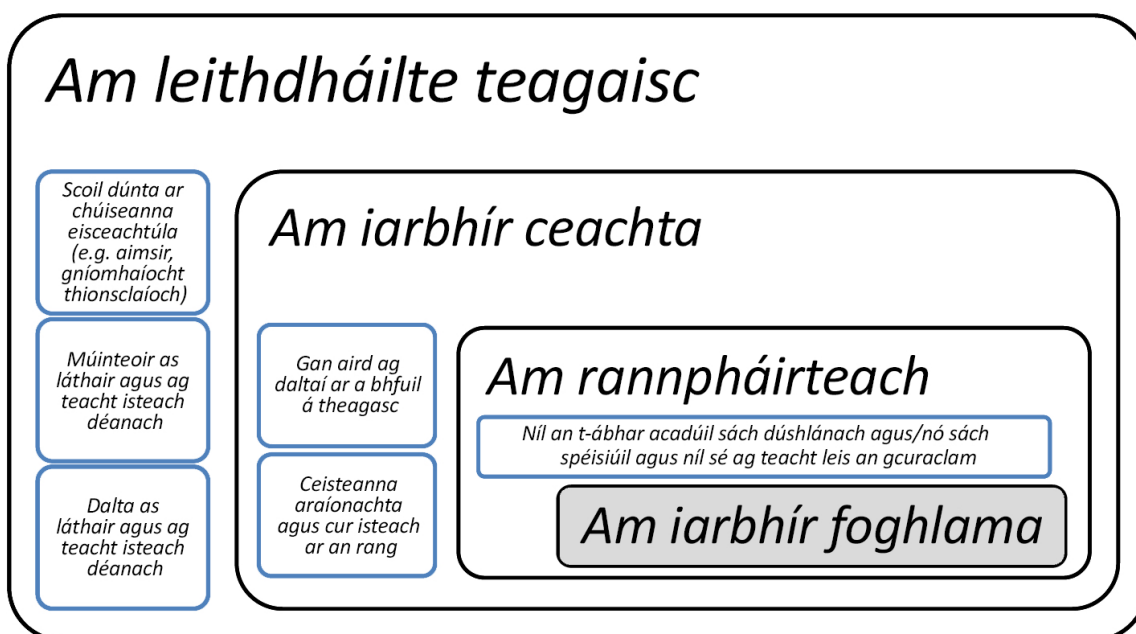 Am leithdháilte teagaisc
Scoil dúnta ar
chúiseanna
eisceachtúla
(e.g. aimsir,
gníomhaíocht
thionsclaíoch)
Múinteoir as
láthair agus ag
teacht isteach
déanach
Dalta as
láthair agus ag
teacht isteach
déanach
Am iarbhír ceachta
Gan aird ag
daltaí ar a bhfuil
á theagasc
Ceisteanna
araíonachta
agus cur isteach
ar an rang
Am rannpháirteach
Níl an t-ábhar acadúil sách dúshlánach agus/nó sách
spéisiúil agus níl sé ag teacht leis an gcuraclam
Am iarbhír foghlama